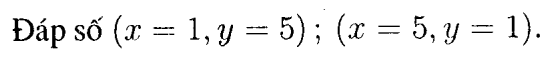 Đáp số (x = 1, y = 5) ; (x = 5, y = 1).